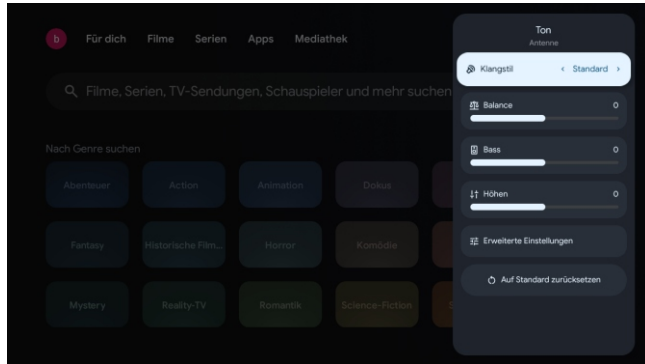 b Für dich Filme Serien Apps Mediathek
Filme, Serien, TV-Sendungen, Schauspieler und mehr suchen
Nach Genre suchen
Abenteuer Action Animation Dokus
Fantasy Historische Film... Horror Komödie
Mystery Reality-TV Romantik Science-Fiction
Ton
Antenne
Klangstil < Standard >
Balance 0
Bass 0
Höhen 0
Erweiterte Einstellungen
Auf Standard zurücksetzen